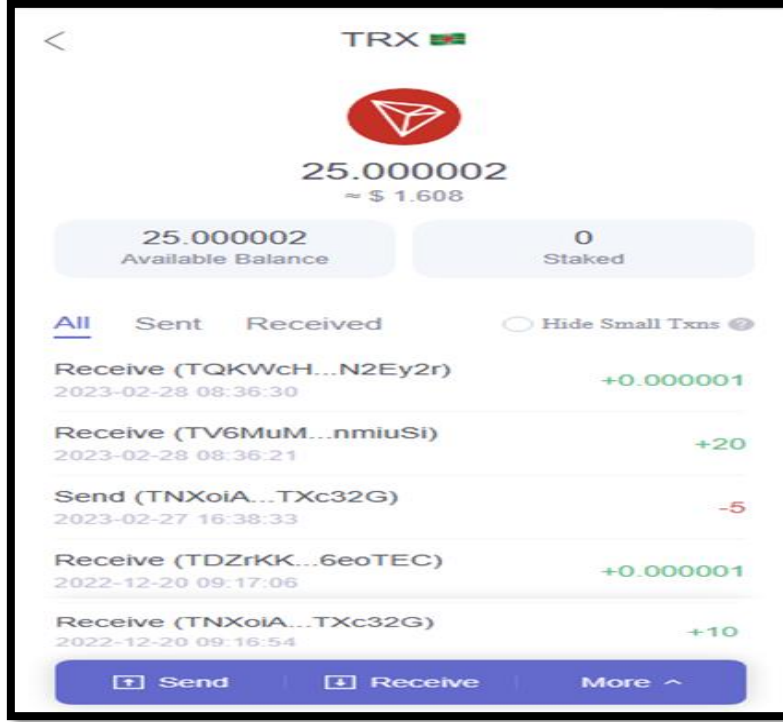 TRX
25.000002
≈ $ 1.608
25.000002 0
Available Balance Staked
All Sent Received Hide Small Txns
Receive (TQKWcH...N2Ey2r) +0.000001
2023-02-28 08:36:30
Receive (TV6MuM...nmiuSi) +20
2023-02-28 08:36:21
Send (TNXoiA...TXc32G) -5
2023-02-27 16:38:33
Receive (TDZrKK...6eoTEC) +0.000001
2022-12-20 09:17:06
Receive (TNXoiA...TXc32G) +10
2022-12-20 09:16:54
Send Receive More